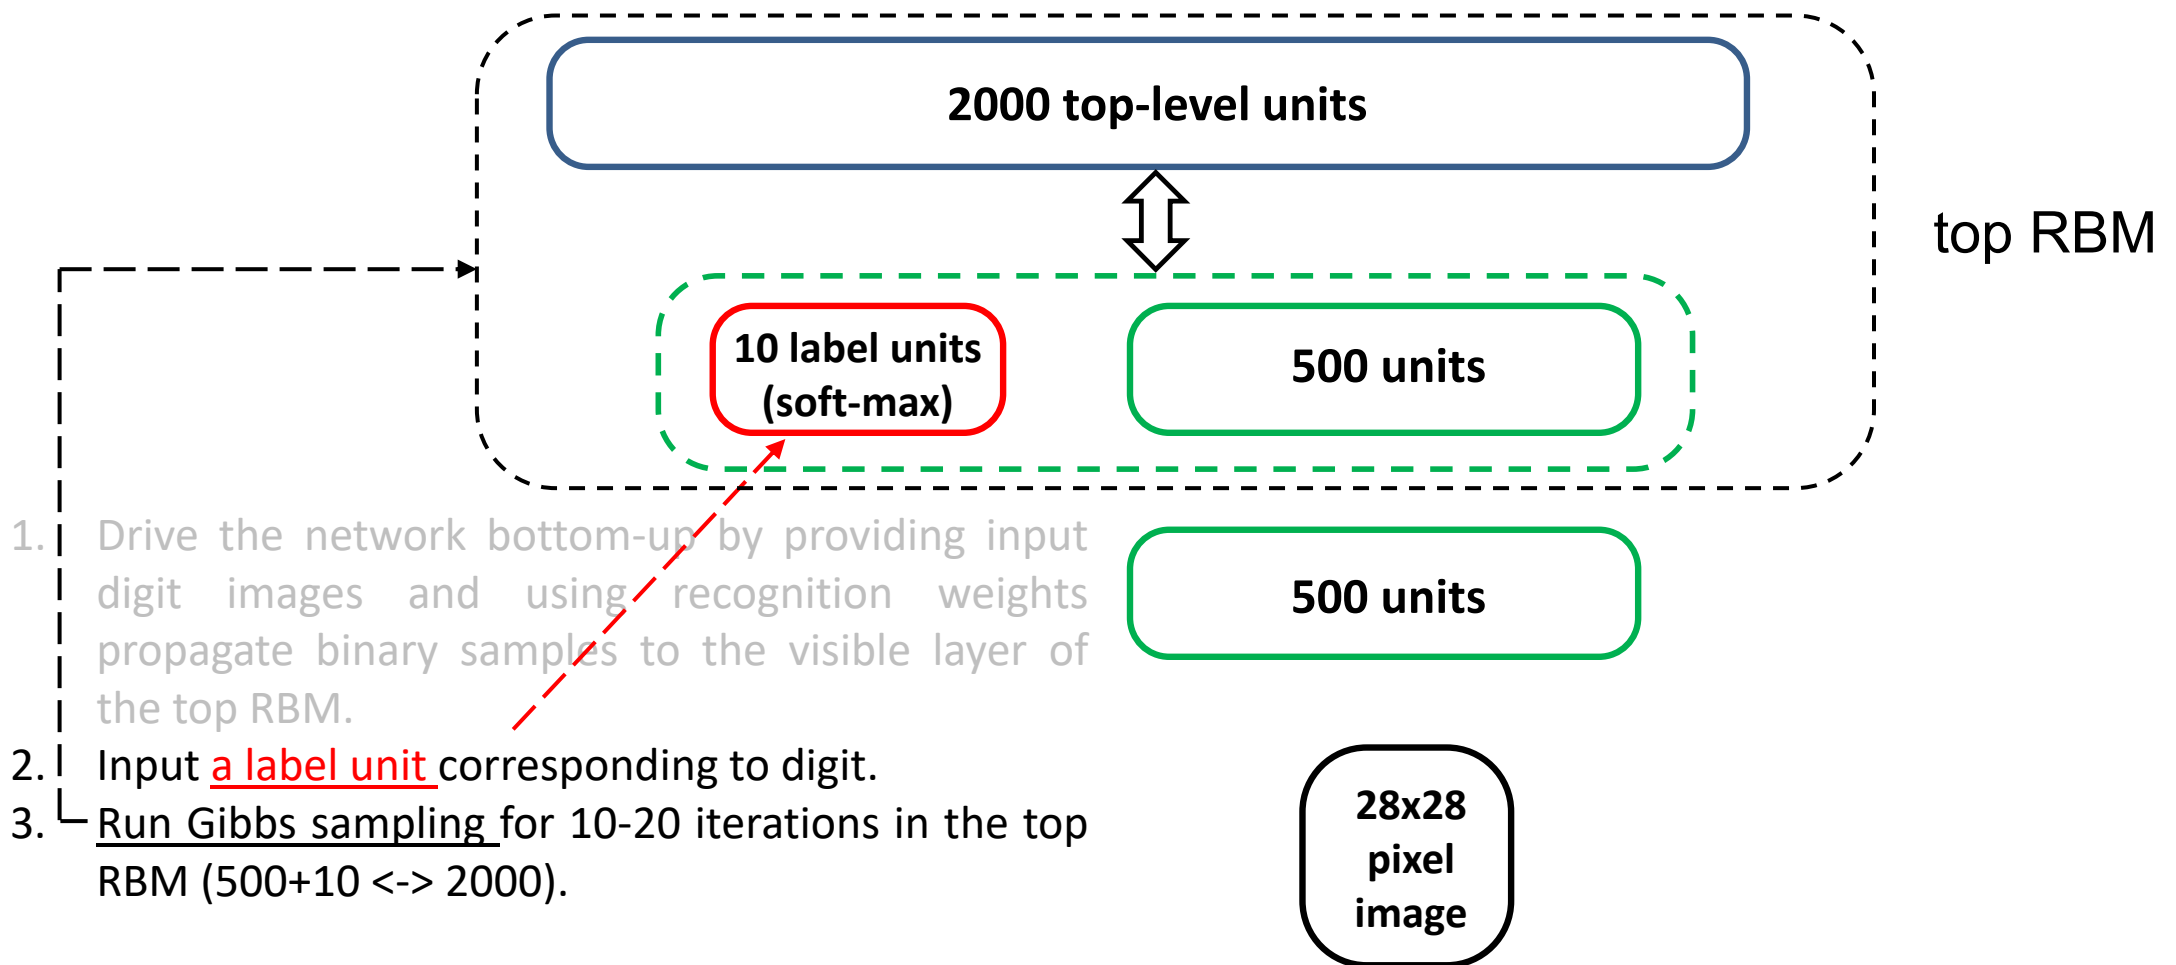 2000 top-level units
top RBM
10 label units
(soft-max)
500 units
1. Drive the network bottom-up by providing input
digit images and using recognition weights
propagate binary samples to the visible layer of
the top RBM.
500 units
2. Input a label unit corresponding to digit.
3. Run Gibbs sampling for 10-20 iterations in the top
RBM (500+10 <-> 2000).
28x28
pixel
image